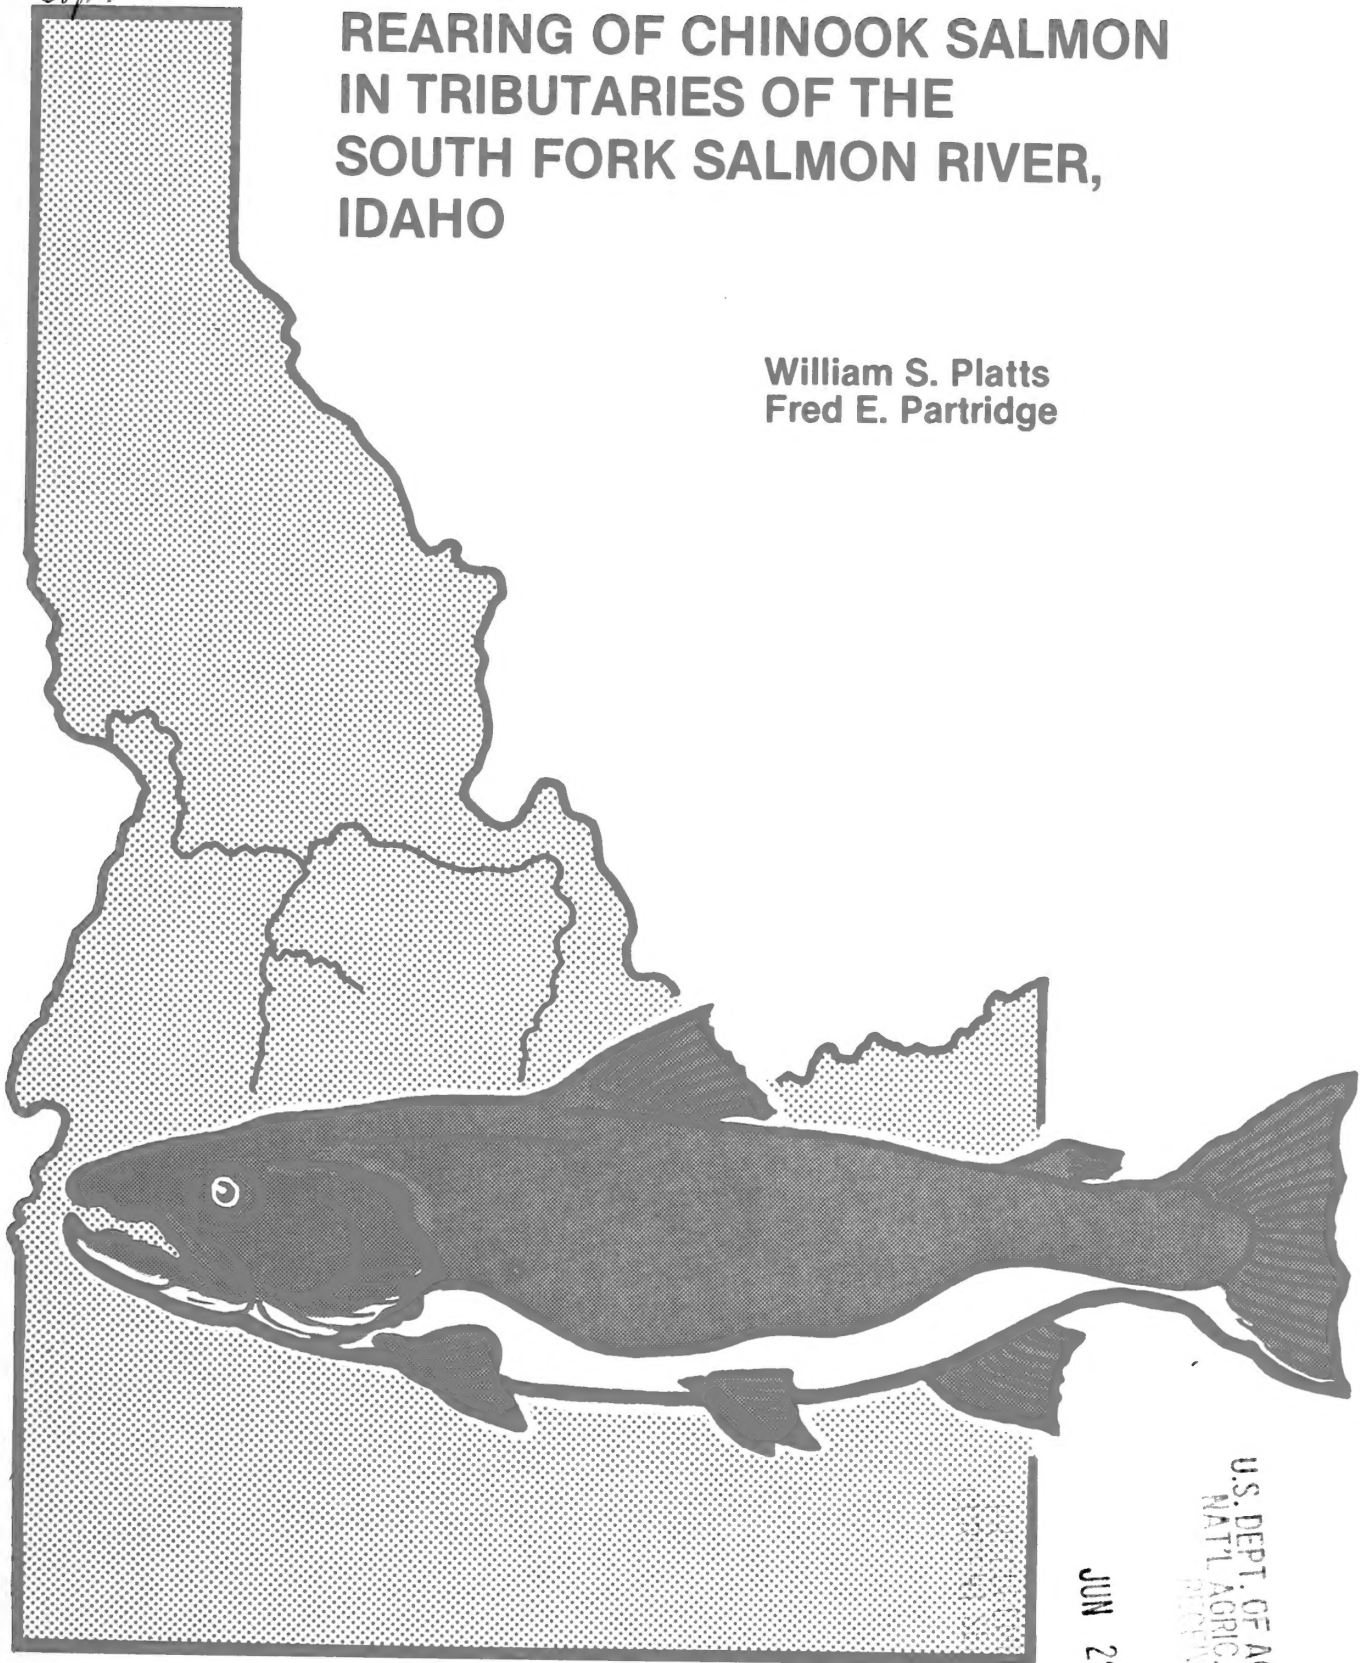 REARING OF CHINOOK SALMON
IN TRIBUTARIES OF THE
SOUTH FORK SALMON RIVER,
IDAHO
William S. Platts
Fred E. Partridge
U.S. DEPT. OF
NAT'L AGRIC.
JUN 2